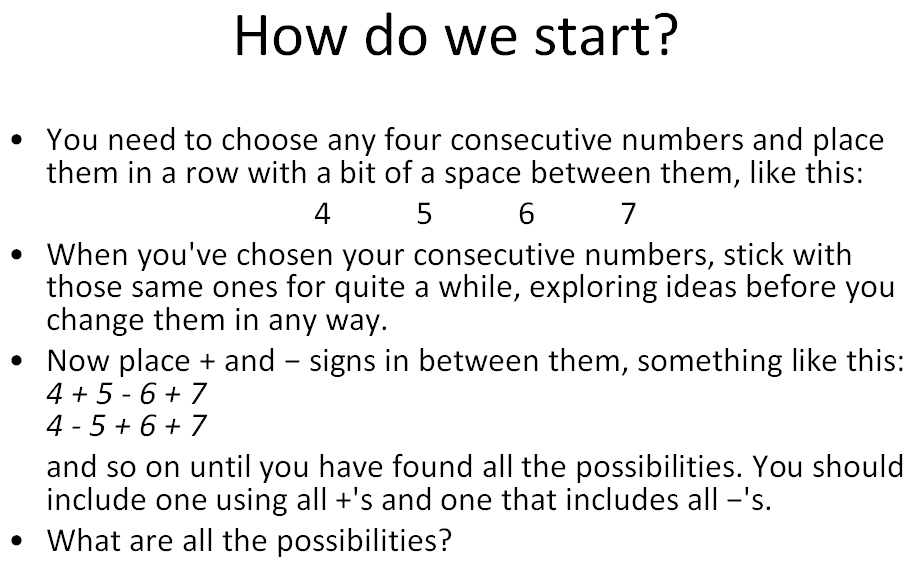 How do we start?
• You need to choose any four consecutive numbers and place
them in a row with a bit of a space between them, like this:
4 5 6 7
• When you've chosen your consecutive numbers, stick with
those same ones for quite a while, exploring ideas before you
change them in any way.
• Now place + and − signs in between them, something like this:
4 + 5 - 6 + 7
4 - 5 + 6 + 7
and so on until you have found all the possibilities. You should
include one using all +'s and one that includes all −'s.
• What are all the possibilities?